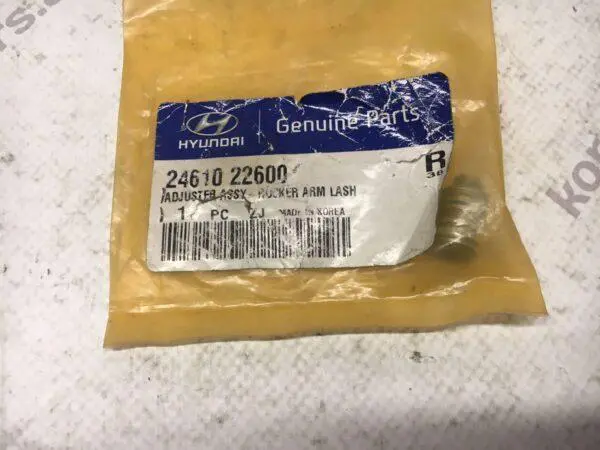 HYUNDAI
Genuine Parts
24610 22600
ADJUSTER ASSY - ROCKER ARM LASH
1 PC ZJ MADE IN KOREA
R